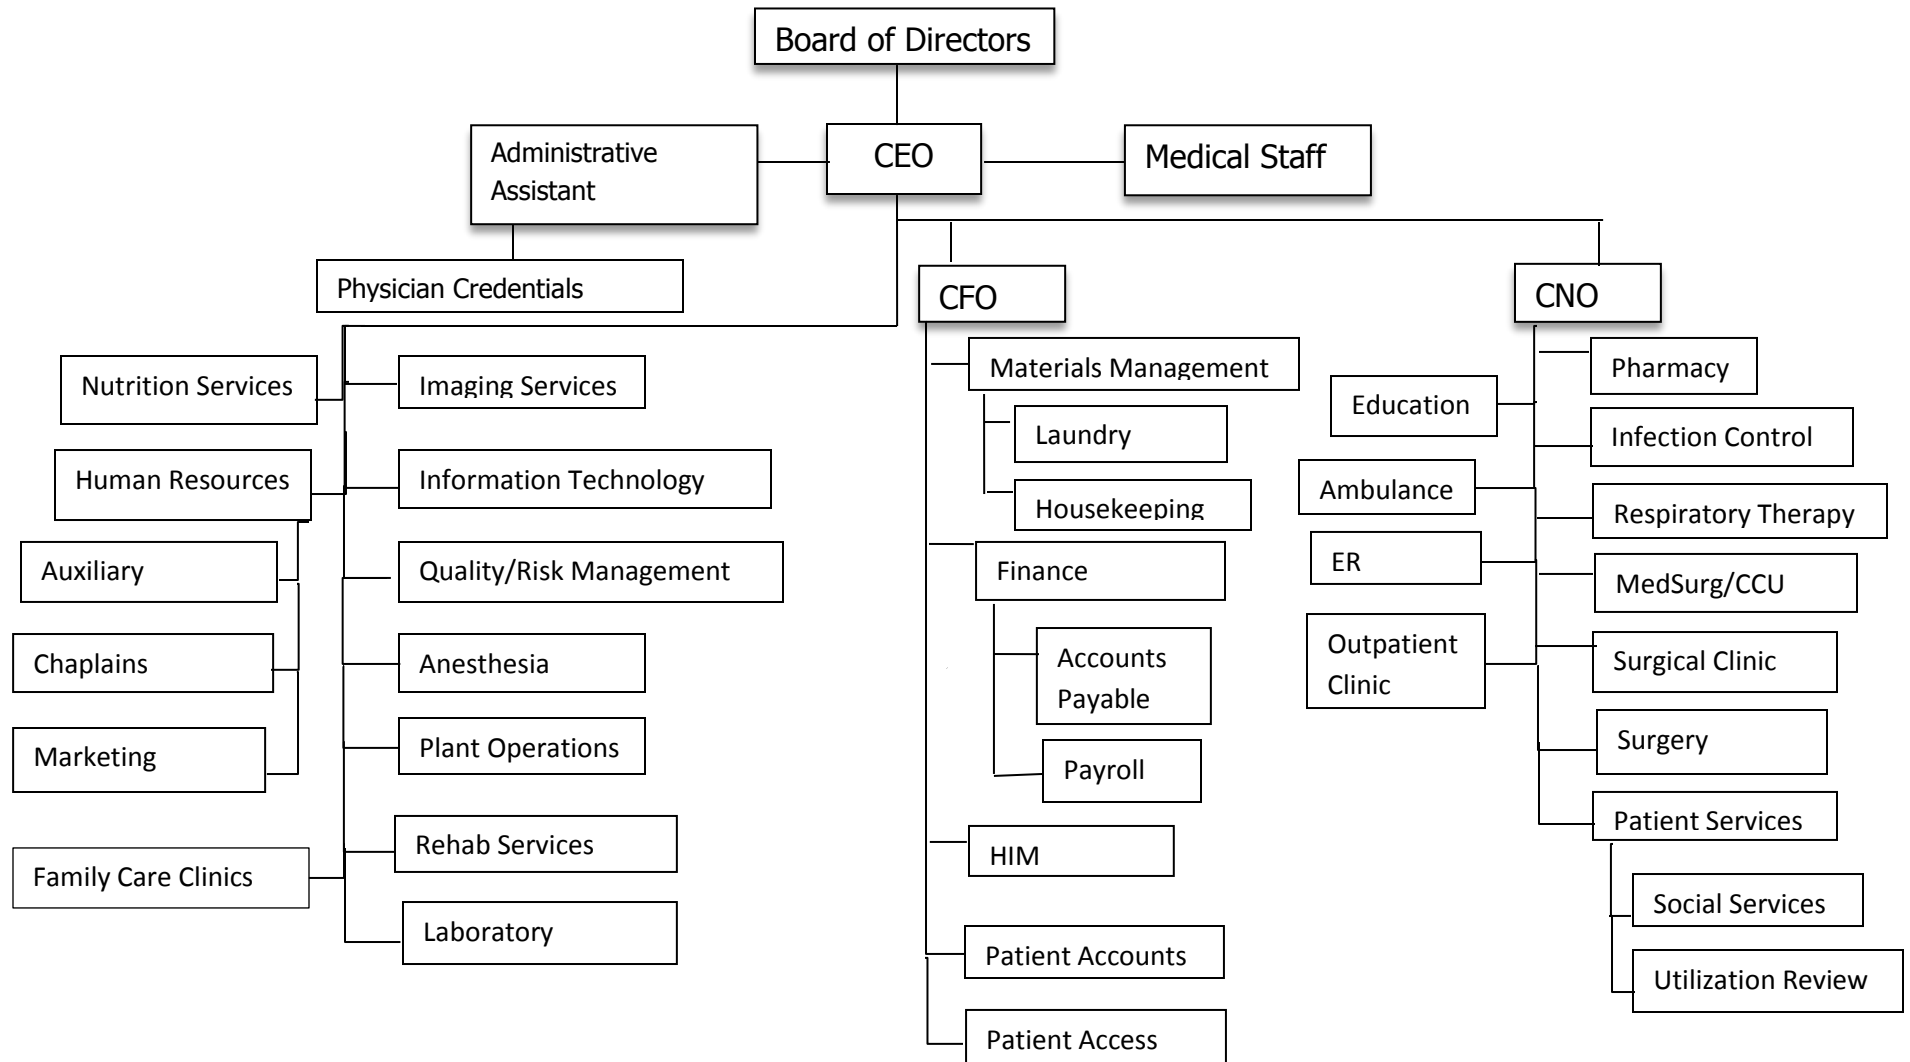 Board of Directors
Administrative
Assistant
CEO
Medical Staff
Physician Credentials
CFO
CNO
Nutrition Services
Human Resources
Auxiliary
Chaplains
Marketing
Family Care Clinics
Imaging Services
Information Technology
Quality/Risk Management
Anesthesia
Plant Operations
Rehab Services
Laboratory
Materials Management
Laundry
Housekeeping
Finance
Accounts
Payable
Payroll
HIM
Patient Accounts
Patient Access
Education
Ambulance
ER
Outpatient
Clinic
Pharmacy
Infection Control
Respiratory Therapy
MedSurg/CCU
Surgical Clinic
Surgery
Patient Services
Social Services
Utilization Review